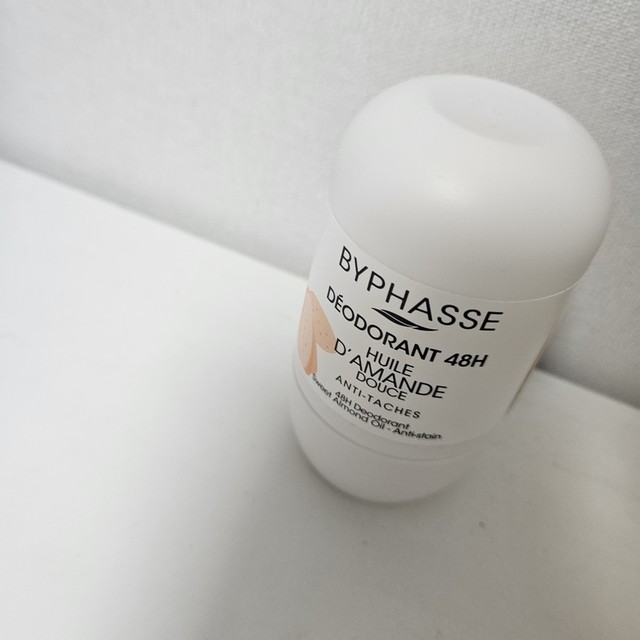 BYPHASSE
DÉODORANT 48H
HUILE
D'AMANDE
DOUCE
ANTI-TACHES
48H Deodorant
Sweet Almond Oil - Anti-stain